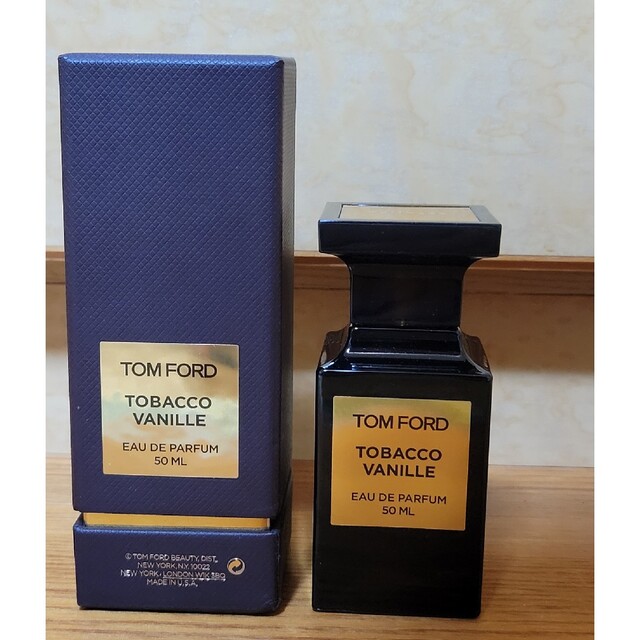 TOM FORD
TOBACCO
VANILLE
EAU DE PARFUM
50 ML
© TOM FORD BEAUTY, DIST.
NEW YORK, N.Y. 10022
NEW YORK • LONDON W1K 3BQ
MADE IN U.S.A.
TOM FORD
TOBACCO
VANILLE
EAU DE PARFUM
50 ML